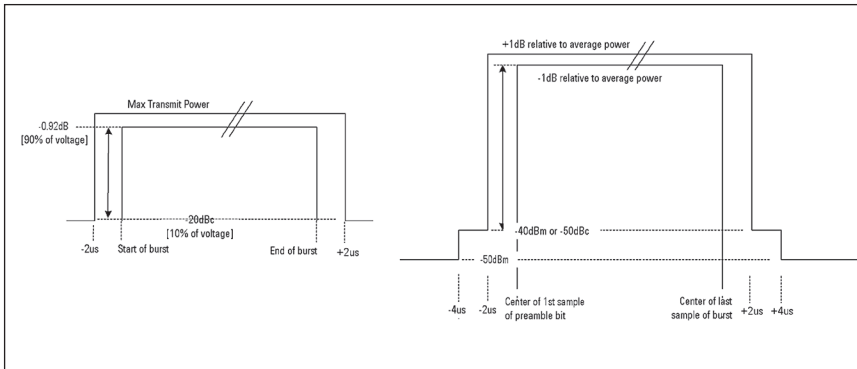 Max Transmit Power
-0.92dB
[90% of voltage]
-20dBc
[10% of voltage]
-2us
Start of burst
End of burst
+2us
+1dB relative to average power
-1dB relative to average power
-40dBm or -50dBc
-50dBm
-4us
-2us
Center of 1st sample
of preamble bit
Center of last
sample of burst
+2us
+4us